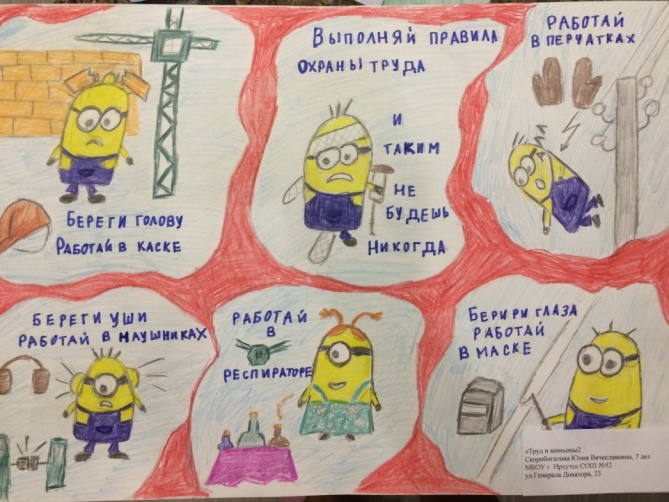 БЕРЕГИ ГОЛОВУ
РАБОТАЙ В КАСКЕ
ВЫПОЛНЯЙ ПРАВИЛА
ОХРАНЫ ТРУДА
И
ТАКИМ
НЕ
БУДЕШЬ
НИКОГДА
РАБОТАЙ
В ПЕРЧАТКАХ
БЕРЕГИ УШИ
РАБОТАЙ В НАУШНИКАХ
РАБОТАЙ
В
РЕСПИРАТОРЕ
БЕРИРИ ГЛАЗА
РАБОТАЙ
В МАСКЕ
«Труд и миньоны2
Скоробогатова Юлия Вячеславовна, 7 лет
МБОУ г. Иркутск СОШ №12
ул.Генерала Доватора, 23